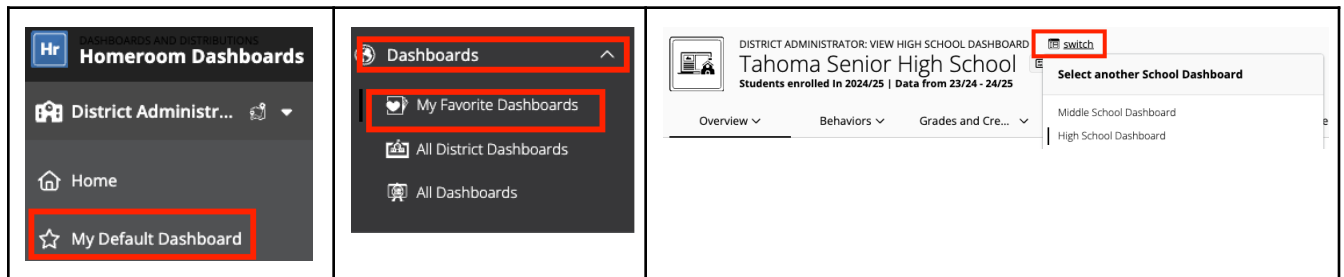 Hr
DASHBOARDS AND DISTRIBUTIONS
Homeroom Dashboards
District Administr...
Home
My Default Dashboard
Dashboards
My Favorite Dashboards
All District Dashboards
All Dashboards
DISTRICT ADMINISTRATOR: VIEW HIGH SCHOOL DASHBOARD switch
Tahoma Senior High School
Students enrolled In 2024/25 | Data from 23/24 - 24/25
Overview Behaviors Grades and Cre...
Select another School Dashboard
Middle School Dashboard
High School Dashboard